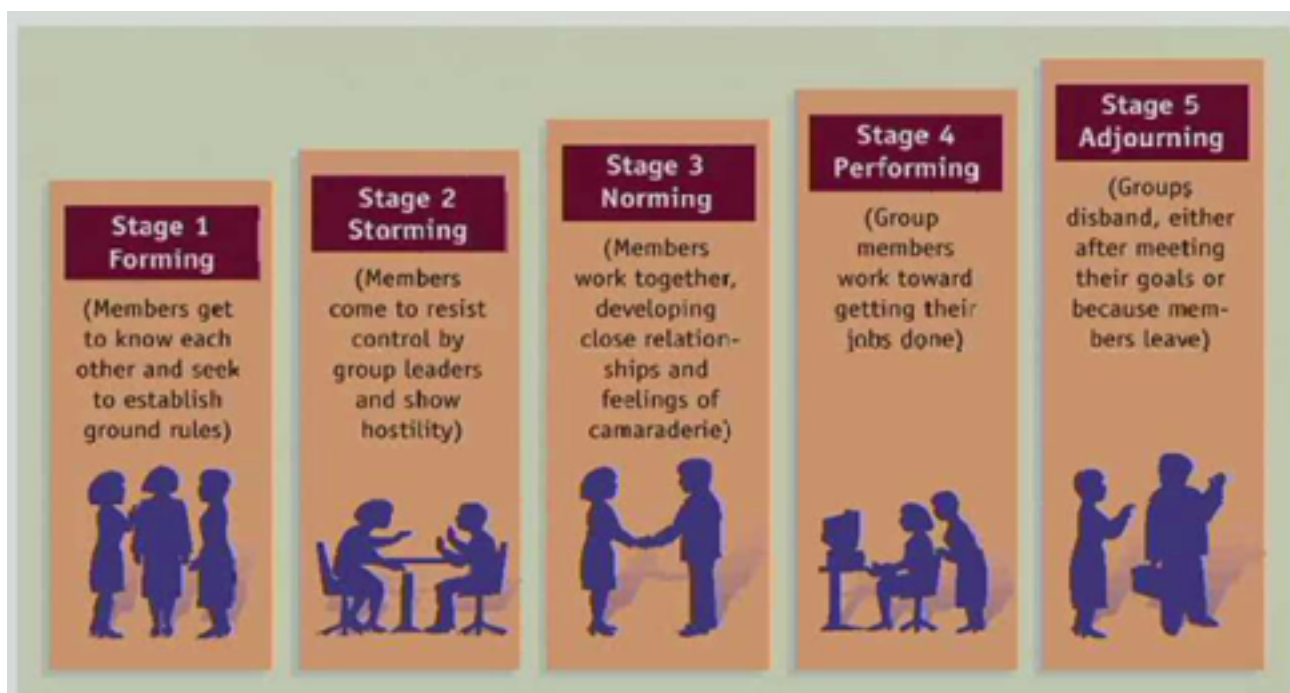 Stage 1
Forming
(Members get
to know each
other and seek
to establish
ground rules)
Stage 2
Storming
(Members
come to resist
control by
group leaders
and show
hostility)
Stage 3
Norming
(Members
work together,
developing
close relation-
ships and
feelings of
camaraderie)
Stage 4
Performing
(Group
members
work toward
getting their
jobs done)
Stage 5
Adjourning
(Groups
disband, either
after meeting
their goals or
because mem-
bers leave)